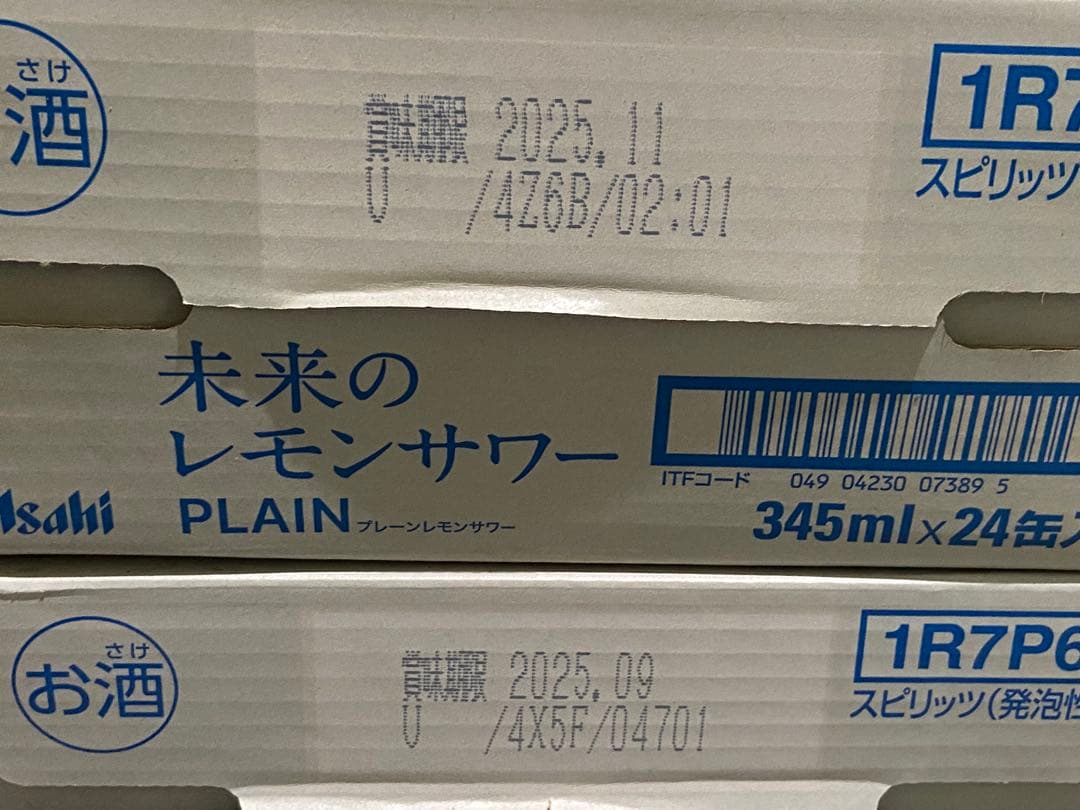 さけ
酒
賞味期限 2025.11
U /4Z6B/02:01
1R7
スピリッツ
未来の
レモンサワー
Asahi PLAIN プレーンレモンサワー
ITFコード 049 04230 07389 5
345ml×24缶入
さけ
お酒
賞味期限 2025.09
U /4X5F/04701
1R7P6
スピリッツ(発泡性